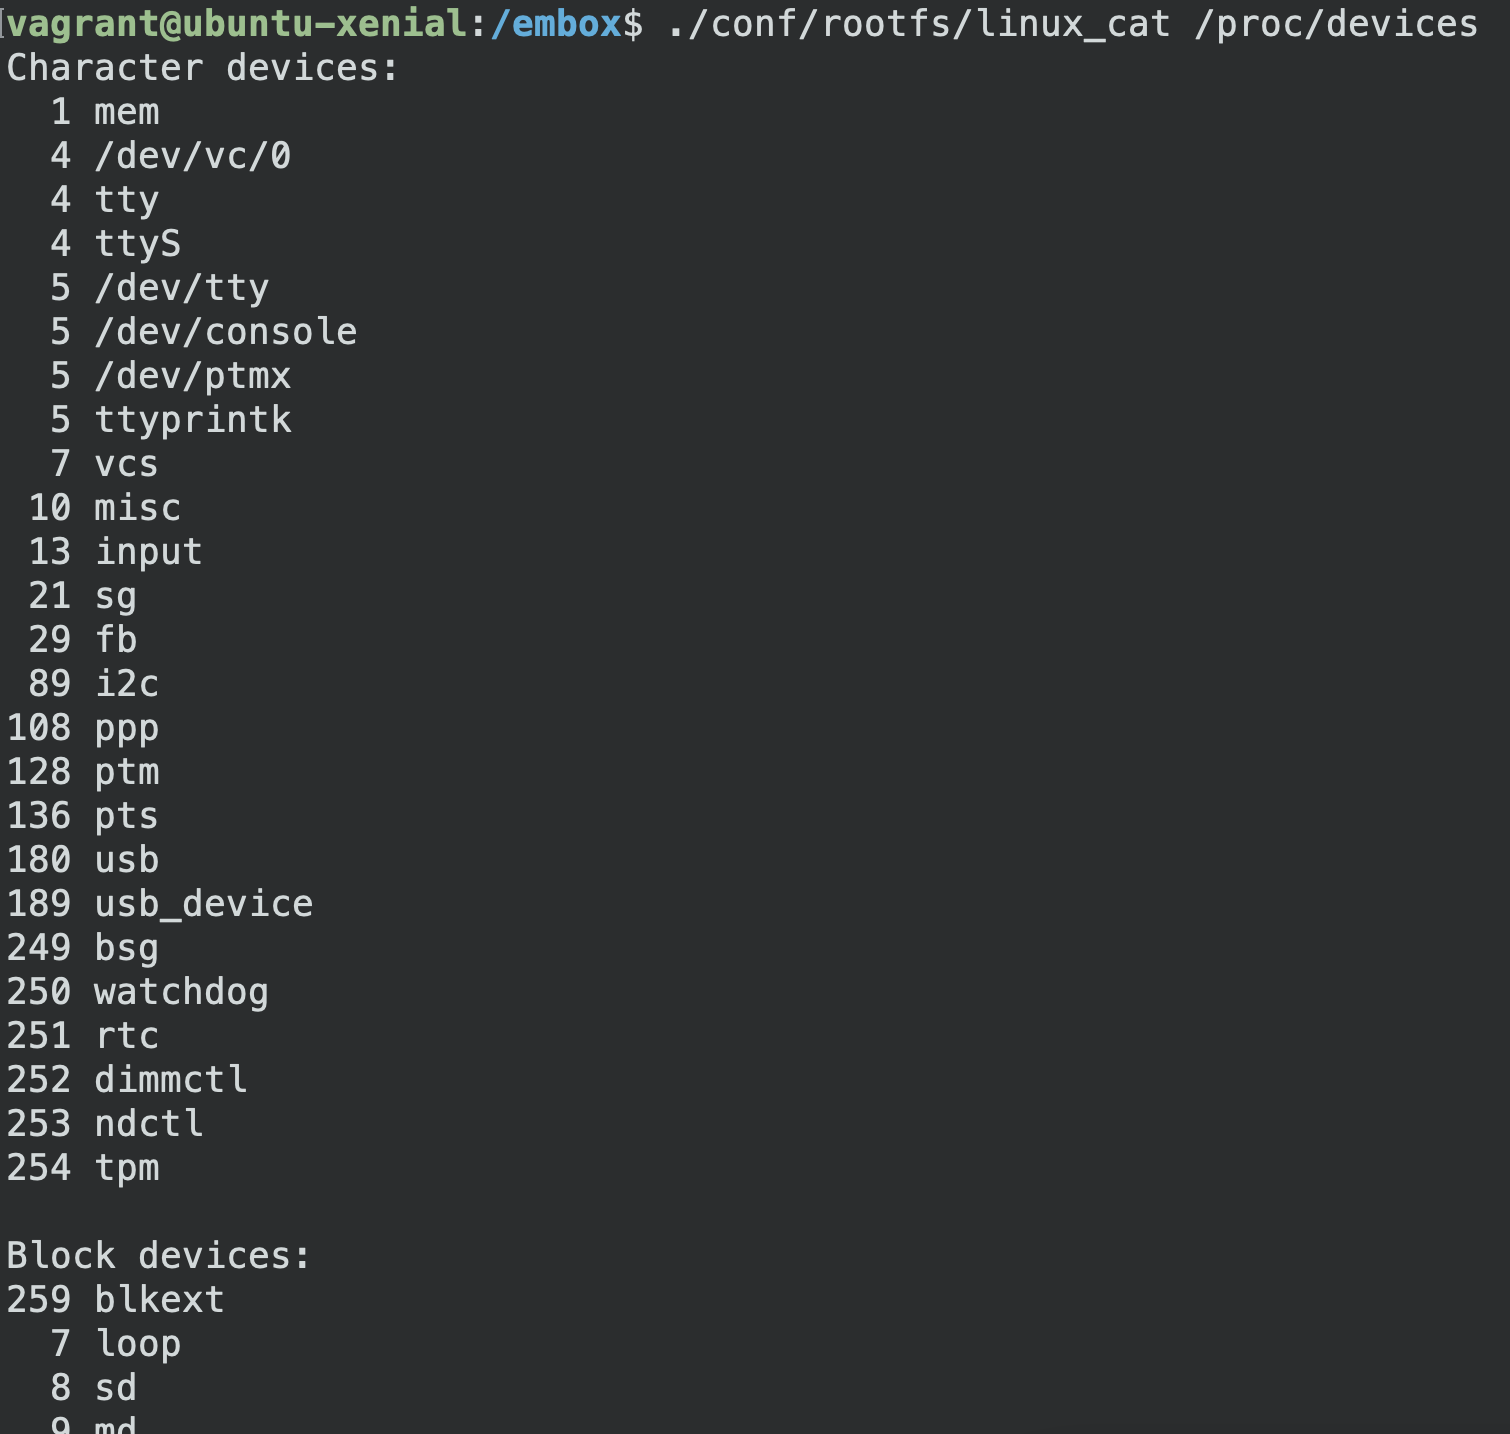 vagrant@ubuntu-xenial:/embox$ ./conf/rootfs/linux_cat /proc/devices
Character devices:
  1 mem
  4 /dev/vc/0
  4 tty
  4 ttyS
  5 /dev/tty
  5 /dev/console
  5 /dev/ptmx
  5 ttyprintk
  7 vcs
 10 misc
 13 input
 21 sg
 29 fb
 89 i2c
108 ppp
128 ptm
136 pts
180 usb
189 usb_device
249 bsg
250 watchdog
251 rtc
252 dimmctl
253 ndctl
254 tpm

Block devices:
259 blkext
  7 loop
  8 sd
  9 md